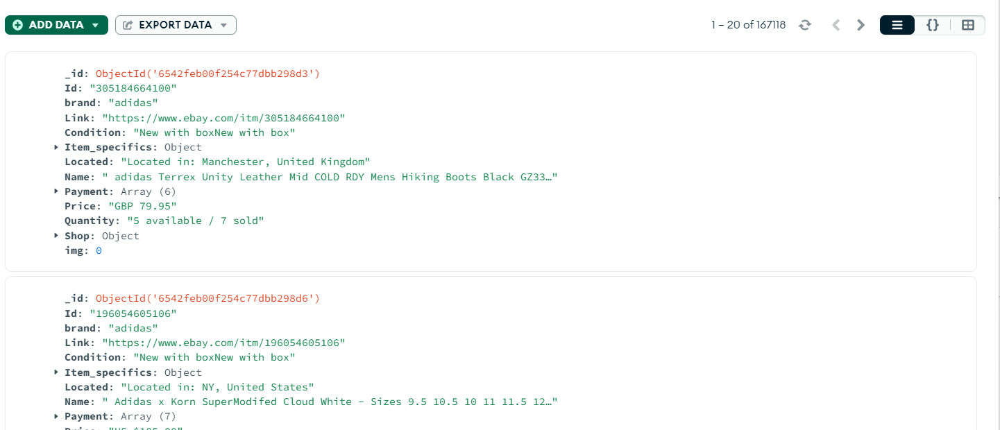 ADD DATA
EXPORT DATA
1 – 20 of 167118
{}
_id: ObjectId('6542feb00f254c77dbb298d3')
Id: "305184664100"
brand: "adidas"
Link: "https://www.ebay.com/itm/305184664100"
Condition: "New with boxNew with box"
Item_specifics: Object
Located: "Located in: Manchester, United Kingdom"
Name: " adidas Terrex Unity Leather Mid COLD RDY Mens Hiking Boots Black GZ33…"
Payment: Array (6)
Price: "GBP 79.95"
Quantity: "5 available / 7 sold"
Shop: Object
img: 0
_id: ObjectId('6542feb00f254c77dbb298d6')
Id: "196054605106"
brand: "adidas"
Link: "https://www.ebay.com/itm/196054605106"
Condition: "New with boxNew with box"
Item_specifics: Object
Located: "Located in: NY, United States"
Name: " Adidas x Korn SuperModifed Cloud White - Sizes 9.5 10.5 10 11 11.5 12…"
Payment: Array (7)